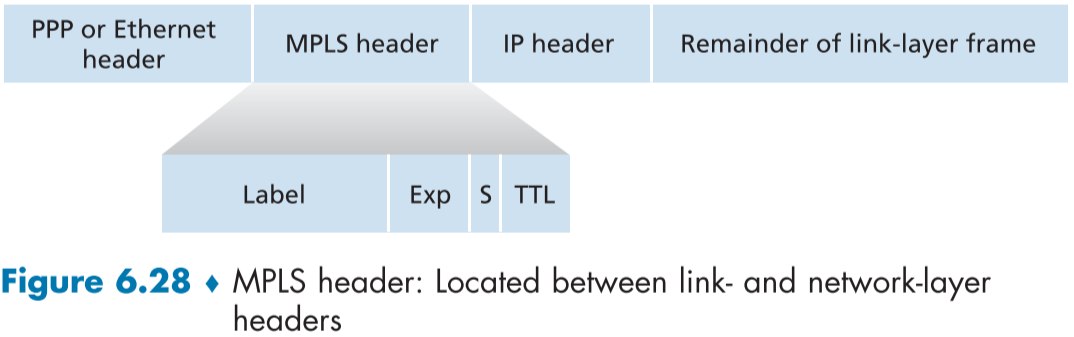 PPP or Ethernet
header
MPLS header
IP header
Remainder of link-layer frame
Label
Exp
S
TTL
Figure 6.28 ♦ MPLS header: Located between link- and network-layer
headers